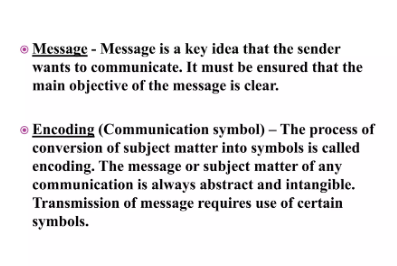 Message - Message is a key idea that the sender
wants to communicate. It must be ensured that the
main objective of the message is clear.
Encoding (Communication symbol) – The process of
conversion of subject matter into symbols is called
encoding. The message or subject matter of any
communication is always abstract and intangible.
Transmission of message requires use of certain
symbols.